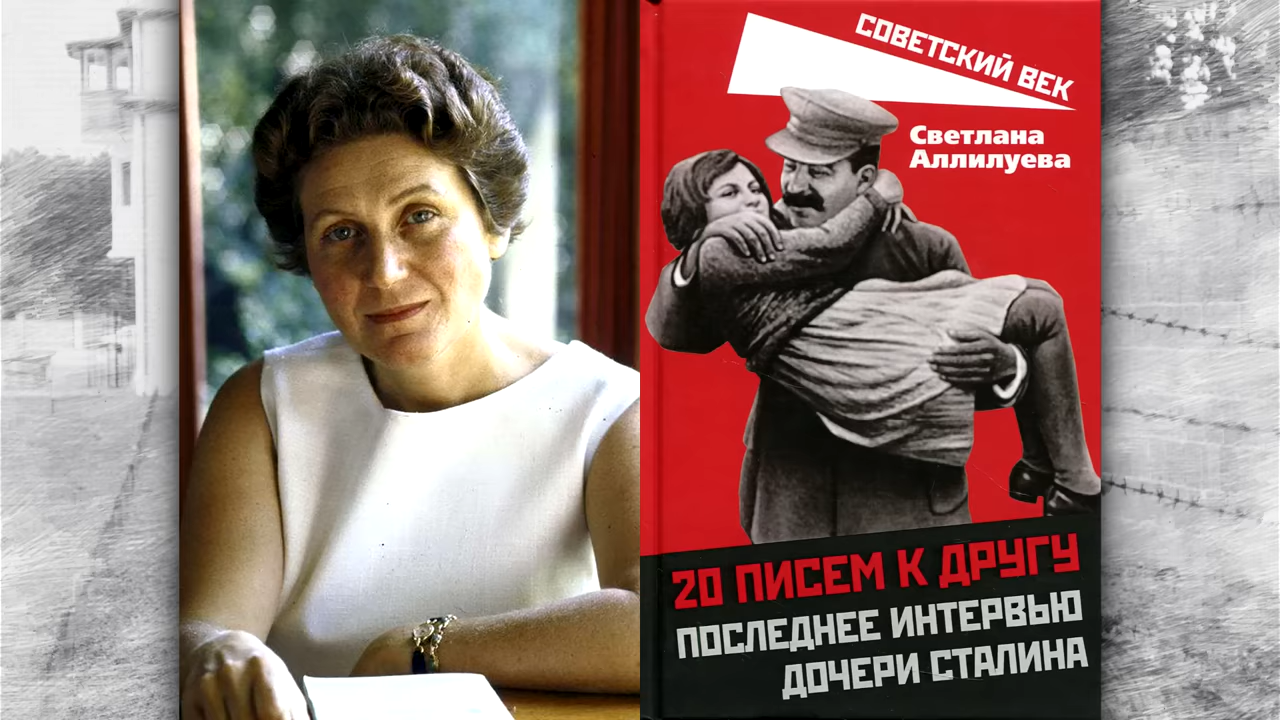 СОВЕТСКИЙ ВЕК
Светлана
Аллилуева
20 ПИСЕМ К ДРУГУ
ПОСЛЕДНЕЕ ИНТЕРВЬЮ
ДОЧЕРИ СТАЛИНА